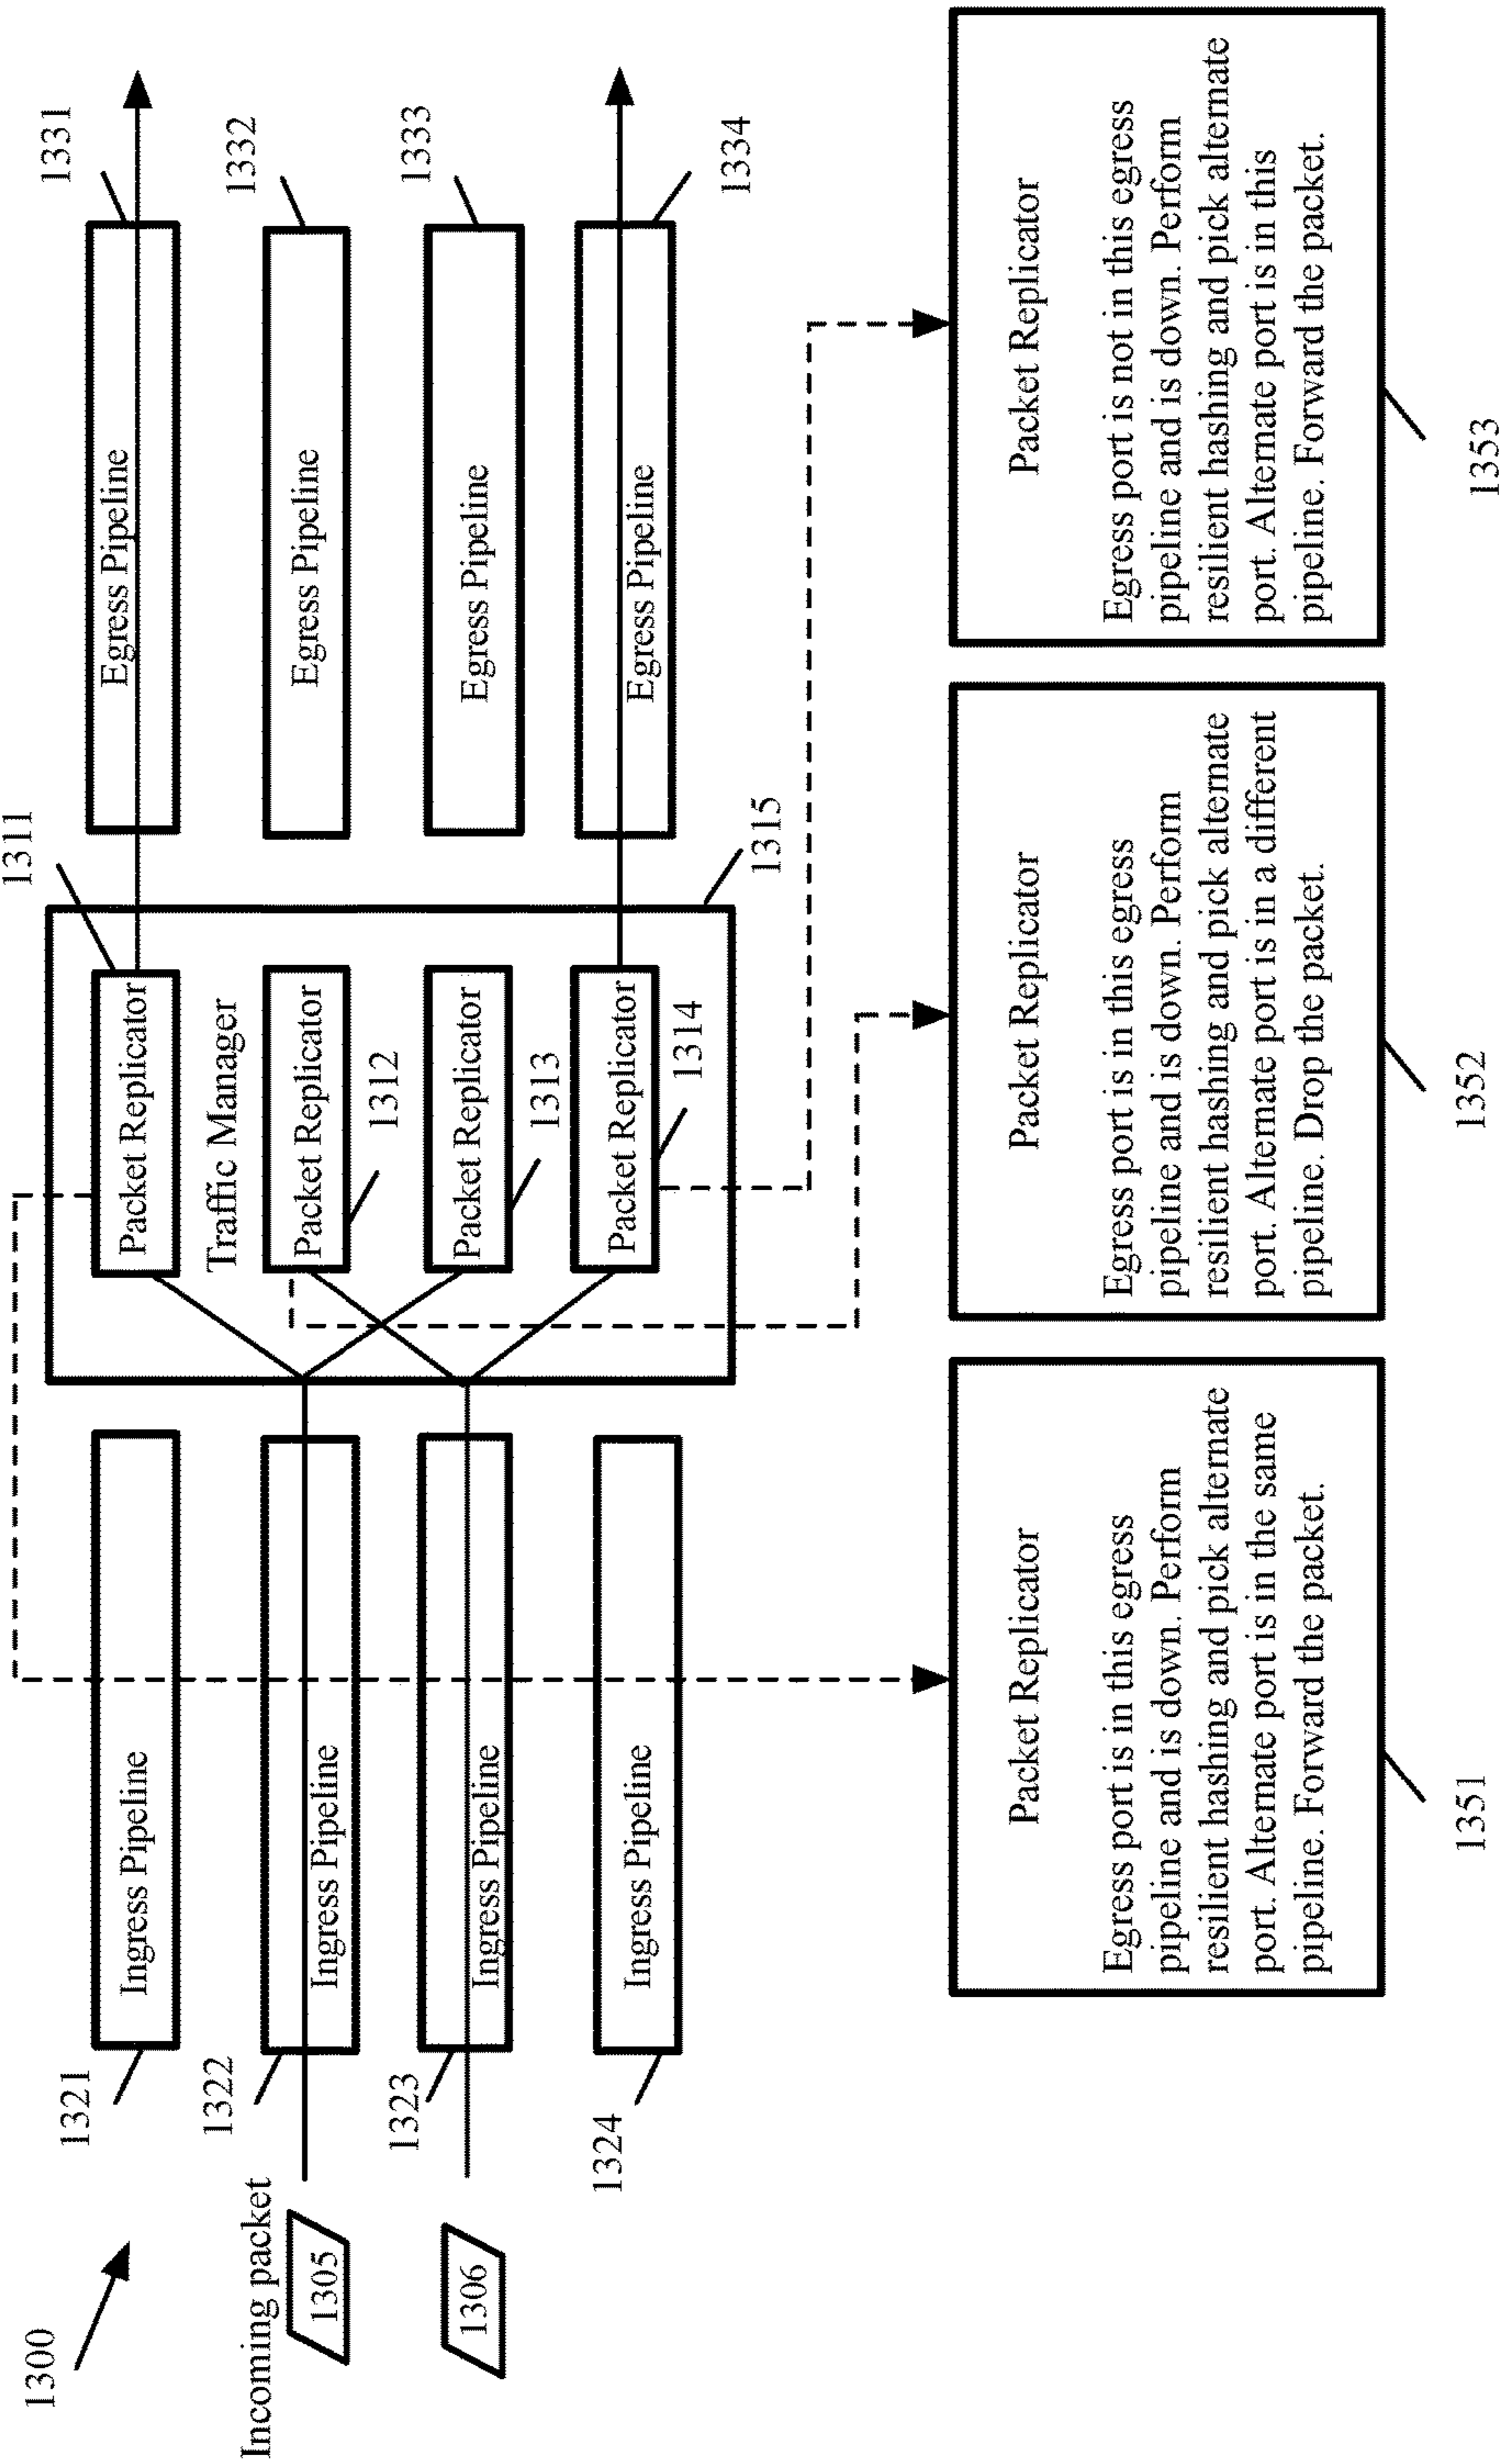 1300
Incoming packet
1305
1306
1321
Ingress Pipeline
1322
Ingress Pipeline
1323
Ingress Pipeline
1324
Ingress Pipeline
1311
Packet Replicator
Traffic Manager
Packet Replicator
1312
Packet Replicator
1313
Packet Replicator
1314
1315
1331
Egress Pipeline
1332
Egress Pipeline
1333
Egress Pipeline
1334
Egress Pipeline
Packet Replicator
Egress port is in this egress
pipeline and is down. Perform
resilient hashing and pick alternate
port. Alternate port is in the same
pipeline. Forward the packet.
1351
Packet Replicator
Egress port is in this egress
pipeline and is down. Perform
resilient hashing and pick alternate
port. Alternate port is in a different
pipeline. Drop the packet.
1352
Packet Replicator
Egress port is not in this egress
pipeline and is down. Perform
resilient hashing and pick alternate
port. Alternate port is in this
pipeline. Forward the packet.
1353